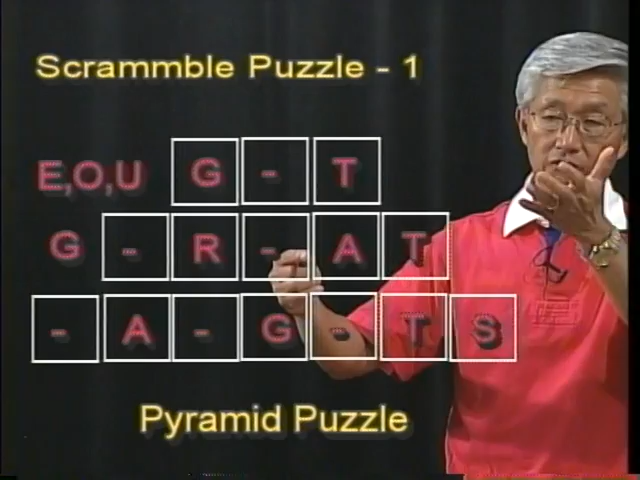 Scrammble Puzzle - 1
E,O,U G - T
G - R - A T
- A - G - T S
Pyramid Puzzle